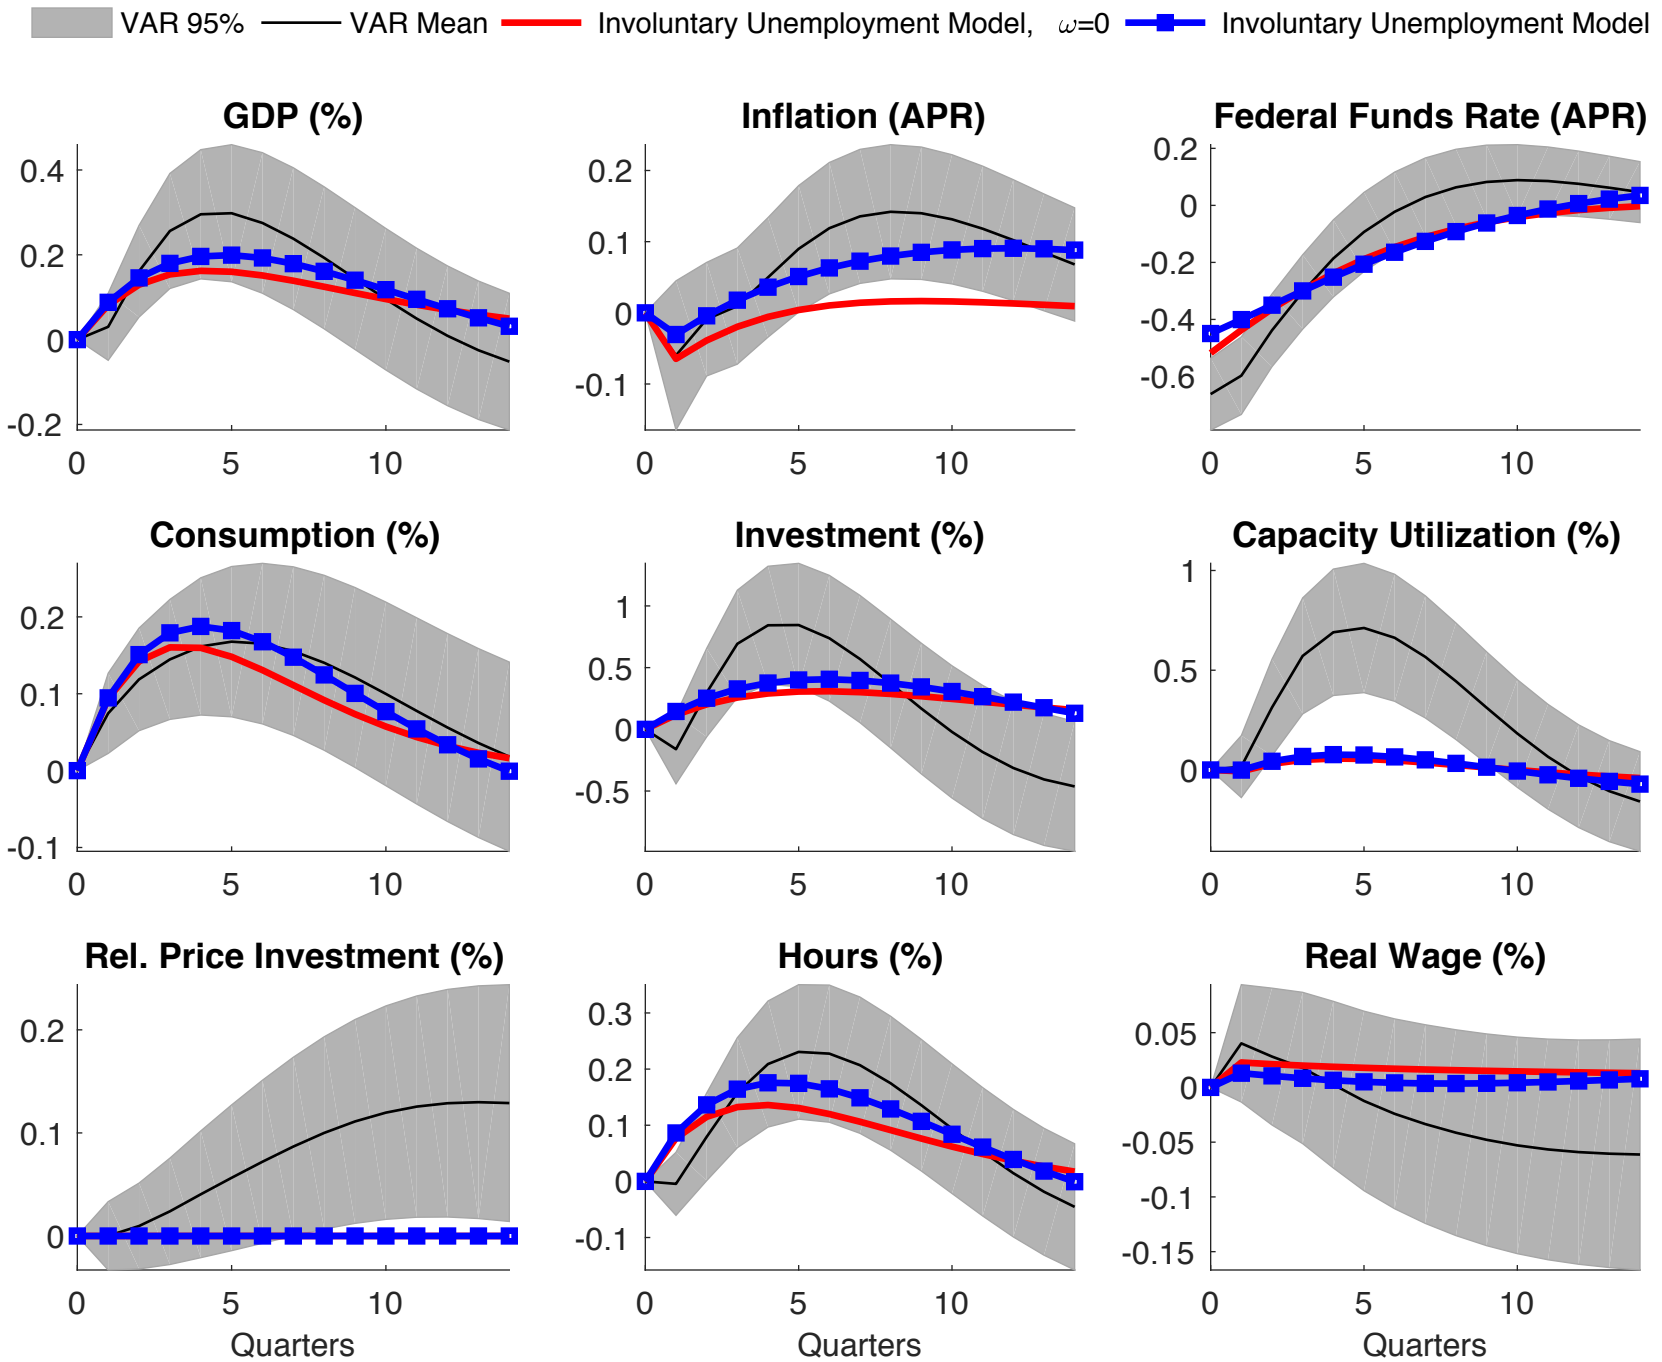 VAR 95% VAR Mean Involuntary Unemployment Model, ω=0 Involuntary Unemployment Model
GDP (%) Inflation (APR) Federal Funds Rate (APR)
0.4
0.2
0
-0.2
0 5 10
0.2
0.1
0
-0.1
0 5 10
0.2
0
-0.2
-0.4
-0.6
0 5 10
Consumption (%) Investment (%) Capacity Utilization (%)
0.2
0.1
0
-0.1
0 5 10
1
0.5
0
-0.5
0 5 10
1
0.5
0
0 5 10
Rel. Price Investment (%) Hours (%) Real Wage (%)
0.2
0.1
0
0 5 10
Quarters
0.3
0.2
0.1
0
-0.1
0 5 10
Quarters
0.05
0
-0.05
-0.1
-0.15
0 5 10
Quarters